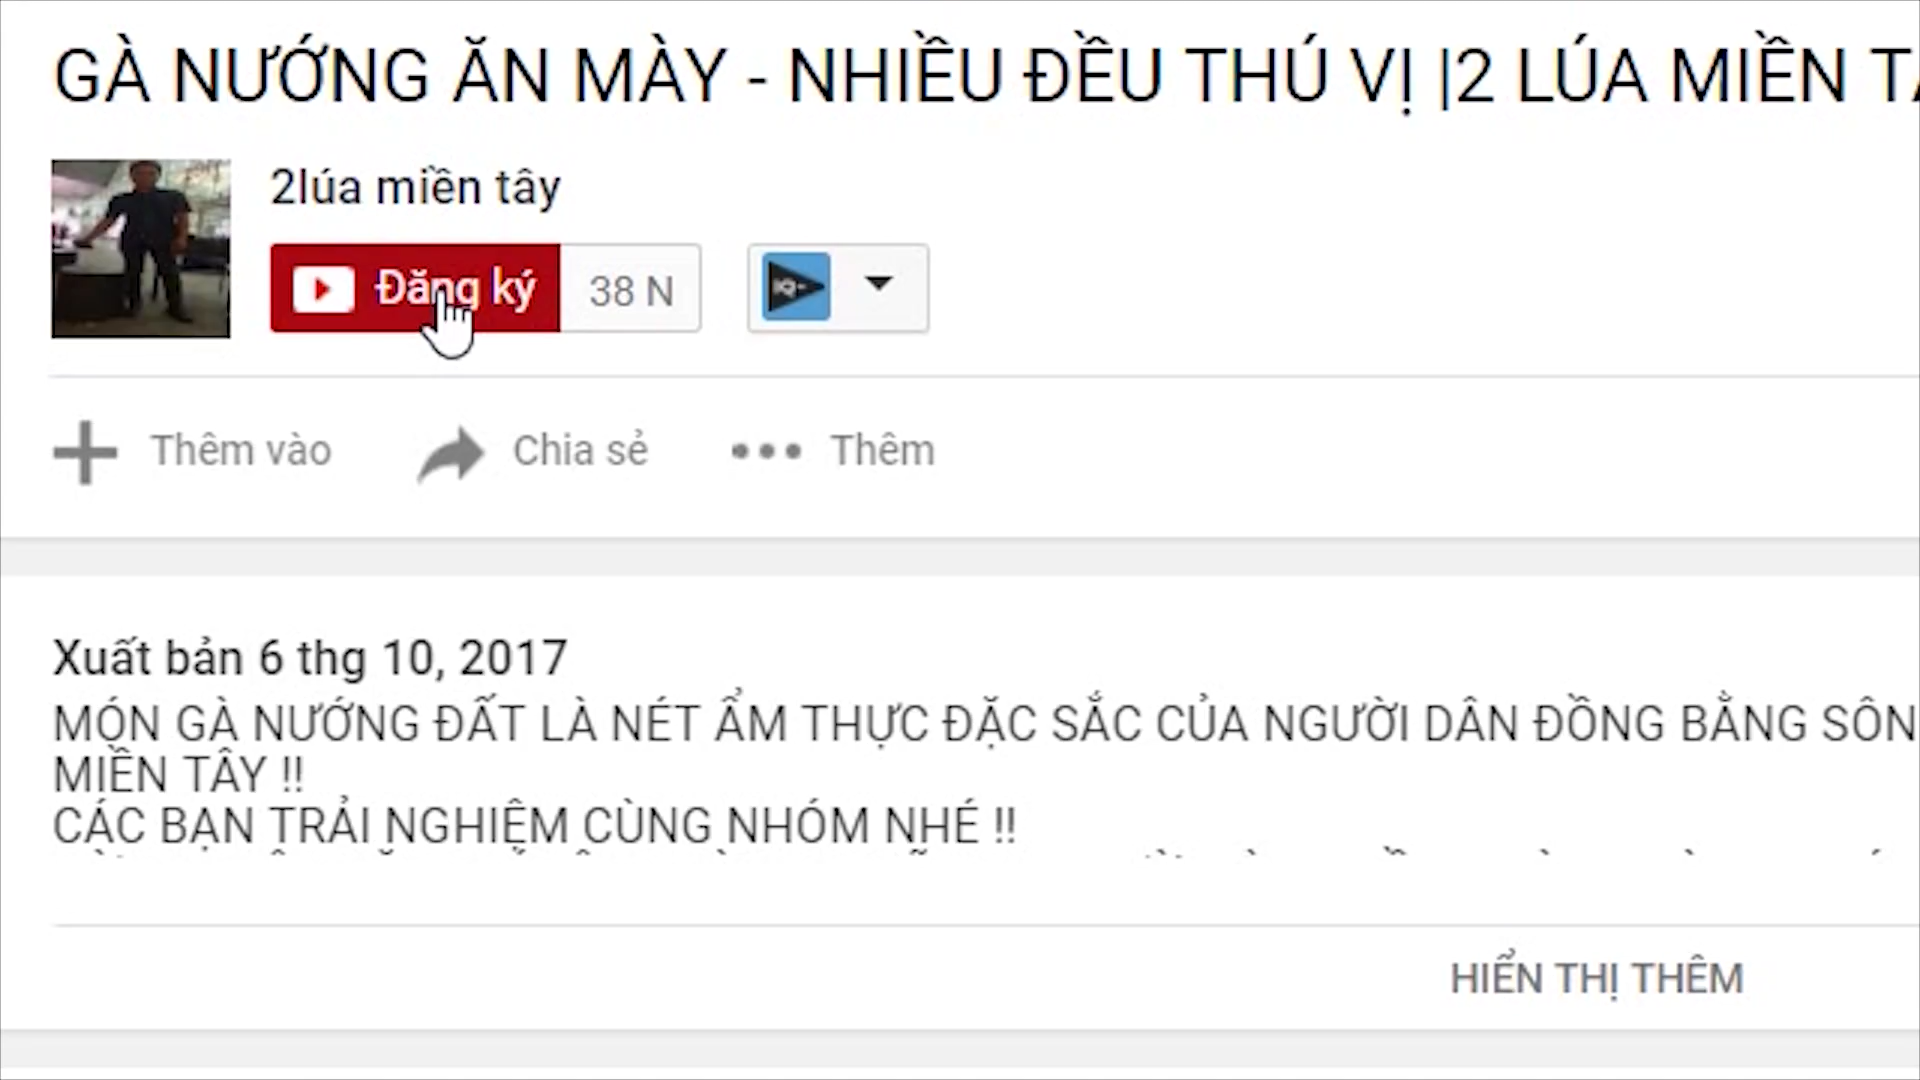 GÀ NƯỚNG ĂN MÀY - NHIỀU ĐỀU THÚ VỊ |2 LÚA MIỀN
2lúa miền tây
Đăng ký 38 N
Thêm vào Chia sẻ Thêm
Xuất bản 6 thg 10, 2017
MÓN GÀ NƯỚNG ĐẤT LÀ NÉT ẨM THỰC ĐẶC SẮC CỦA NGƯỜI DÂN ĐỒNG BẰNG SÔN
MIỀN TÂY !!
CÁC BẠN TRẢI NGHIỆM CÙNG NHÓM NHÉ !!
HIỂN THỊ THÊM